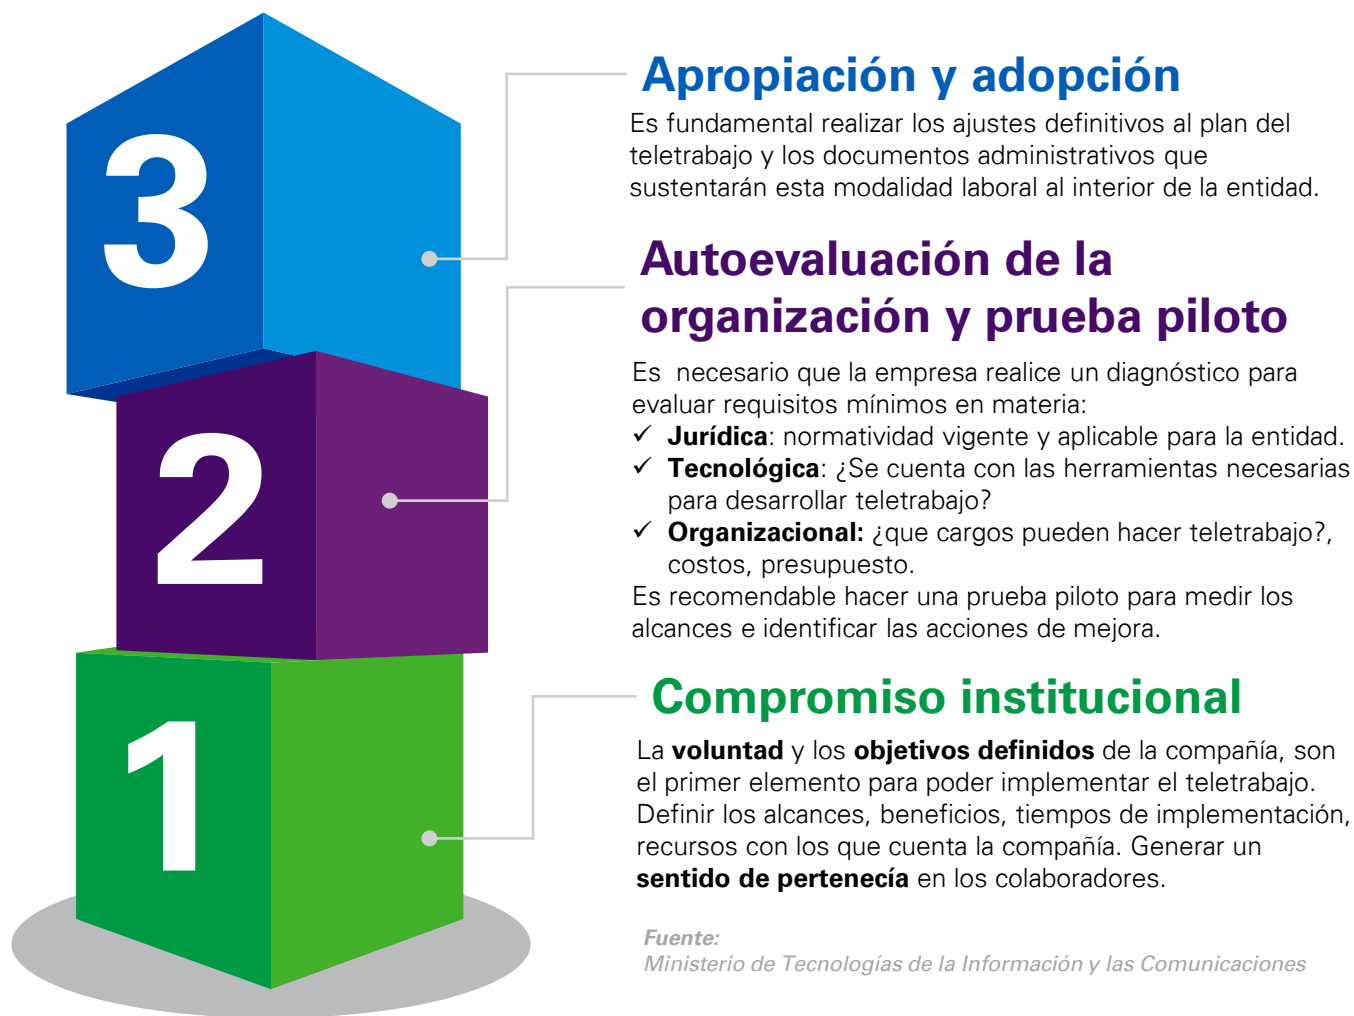 3
Apropiación y adopción
Es fundamental realizar los ajustes definitivos al plan del
teletrabajo y los documentos administrativos que
sustentarán esta modalidad laboral al interior de la entidad.
2
Autoevaluación de la
organización y prueba piloto
Es  necesario que la empresa realice un diagnóstico para
evaluar requisitos mínimos en materia:
✓ Jurídica: normatividad vigente y aplicable para la entidad.
✓ Tecnológica: ¿Se cuenta con las herramientas necesarias
para desarrollar teletrabajo?
✓ Organizacional: ¿que cargos pueden hacer teletrabajo?,
costos, presupuesto.
Es recomendable hacer una prueba piloto para medir los
alcances e identificar las acciones de mejora.
1
Compromiso institucional
La voluntad y los objetivos definidos de la compañía, son
el primer elemento para poder implementar el teletrabajo.
Definir los alcances, beneficios, tiempos de implementación,
recursos con los que cuenta la compañía. Generar un
sentido de pertenecía en los colaboradores.
Fuente:
Ministerio de Tecnologías de la Información y las Comunicaciones